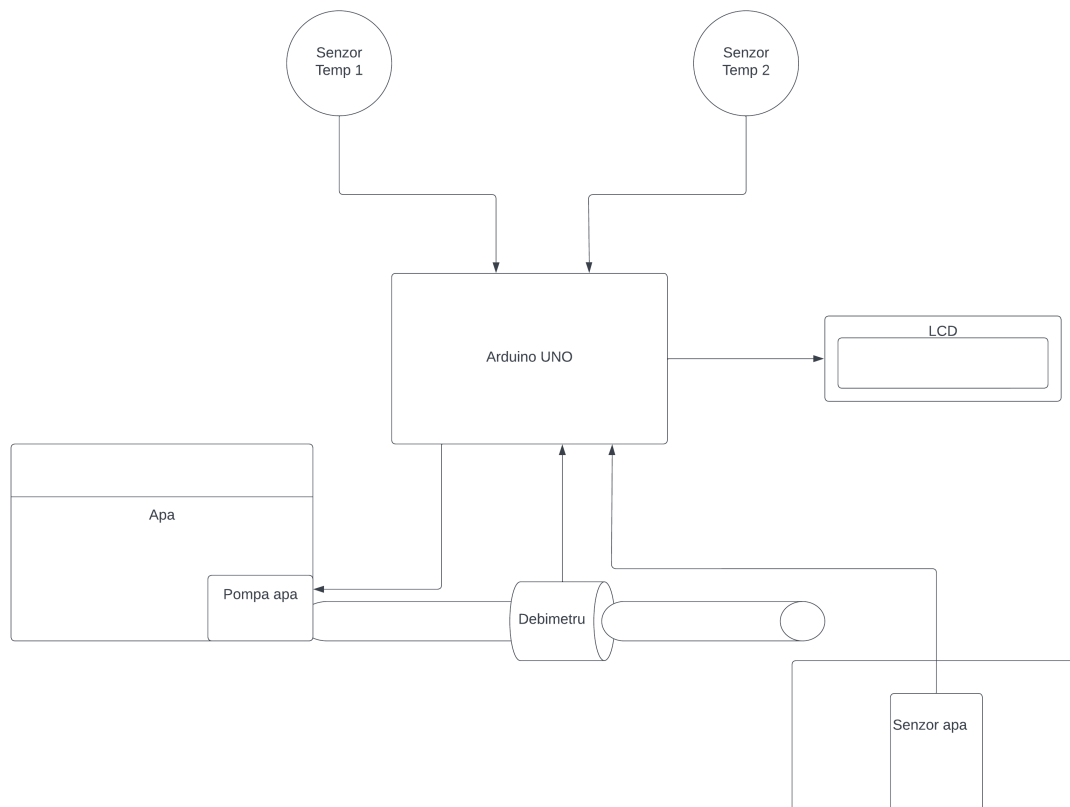 Senzor
Temp 1
Senzor
Temp 2
Arduino UNO
LCD
Apa
Pompa apa
Debimetru
Senzor apa